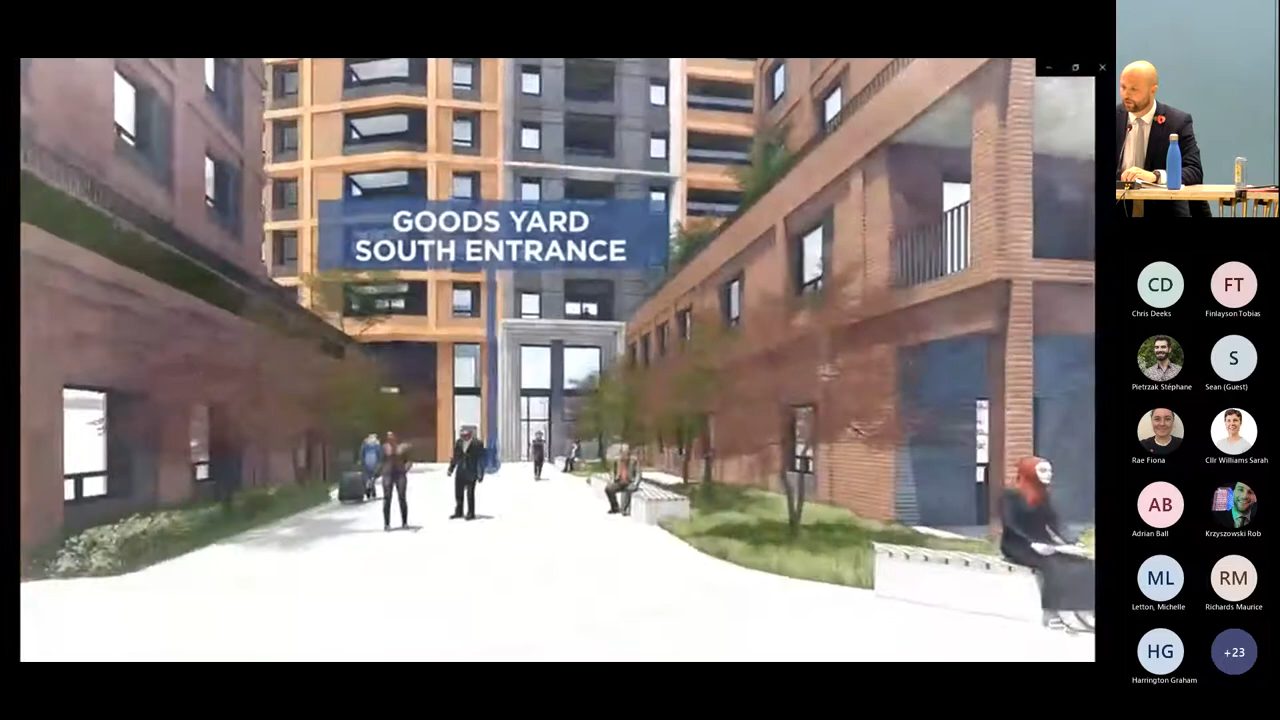 GOODS YARD
SOUTH ENTRANCE
CD
Chris Deeks
FT
Finlayson Tobias
Pietrzak Stéphane
S
Sean (Guest)
Rae Fiona
Cllr Williams Sarah
AB
Adrian Ball
Krzyszowski Rob
ML
Letton, Michelle
RM
Richards Maurice
HG
Harrington Graham
+23